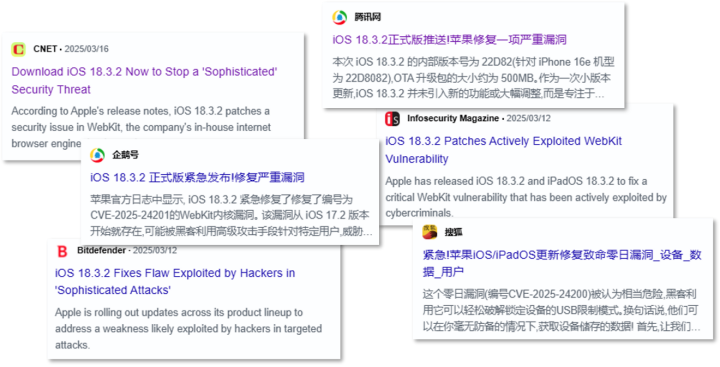 CNET • 2025/03/16
Download iOS 18.3.2 Now to Stop a 'Sophisticated'
Security Threat
According to Apple's release notes, iOS 18.3.2 patches a
security issue in WebKit, the company's in-house internet
browser engine
腾讯网
iOS 18.3.2正式版推送!苹果修复一项严重漏洞
本次 iOS 18.3.2 的内部版本号为 22D82(针对 iPhone 16e 机型
为 22D8082),OTA 升级包的大小约为 500MB。作为一次小版本
更新,iOS 18.3.2 并未引入新的功能或大幅调整,而是专注于…
Infosecurity Magazine • 2025/03/12
iOS 18.3.2 Patches Actively Exploited WebKit
Vulnerability
Apple has released iOS 18.3.2 and iPadOS 18.3.2 to fix a
critical WebKit vulnerability that has been actively exploited by
cybercriminals.
企鹅号
iOS 18.3.2 正式版紧急发布!修复严重漏洞
苹果官方日志中显示, iOS 18.3.2 紧急修复了修复了编号为
CVE-2025-24201的WebKit内核漏洞。该漏洞从 iOS 17.2 版本
开始就存在,可能被黑客利用高级攻击手段针对特定用户,威胁…
B
Bitdefender • 2025/03/12
iOS 18.3.2 Fixes Flaw Exploited by Hackers in
'Sophisticated Attacks'
Apple is rolling out updates across its product lineup to
address a weakness likely exploited by hackers in targeted
attacks.
搜狐
紧急!苹果iOS/iPadOS更新修复致命零日漏洞_设备_数
据_用户
这个零日漏洞(编号CVE-2025-24200)被认为相当危险,黑客利
用它可以轻松破解锁定设备的USB限制模式。换句话说,他们可
以在你毫无防备的情况下,获取设备储存的数据! 首先,让我们…